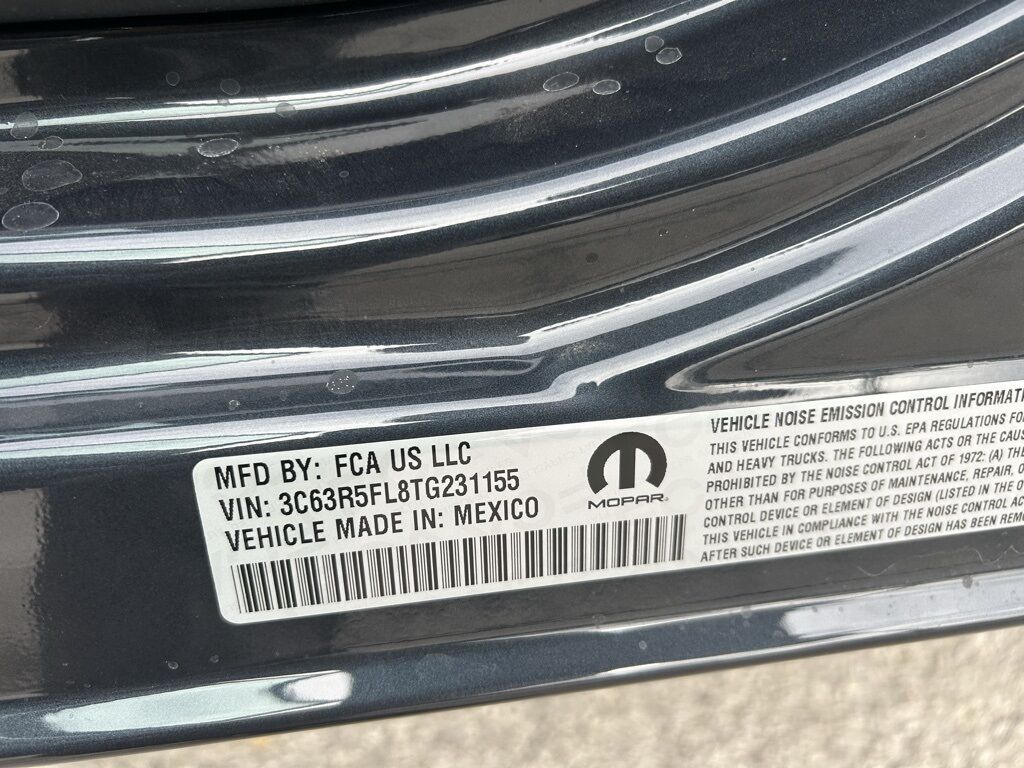 MFD BY: FCA US LLC
VIN: 3C63R5FL8TG231155
VEHICLE MADE IN: MEXICO
MOPAR
VEHICLE NOISE EMISSION CONTROL INFORMATI
THIS VEHICLE CONFORMS TO U.S. EPA REGULATIONS FO
AND HEAVY TRUCKS. THE FOLLOWING ACTS OR THE CAUS
PROHIBITED BY THE NOISE CONTROL ACT OF 1972: (A) THE
OTHER THAN FOR PURPOSES OF MAINTENANCE, REPAIR, O
CONTROL DEVICE OR ELEMENT OF DESIGN (LISTED IN THE O
THIS VEHICLE IN COMPLIANCE WITH THE NOISE CONTROL AC
AFTER SUCH DEVICE OR ELEMENT OF DESIGN HAS BEEN REM